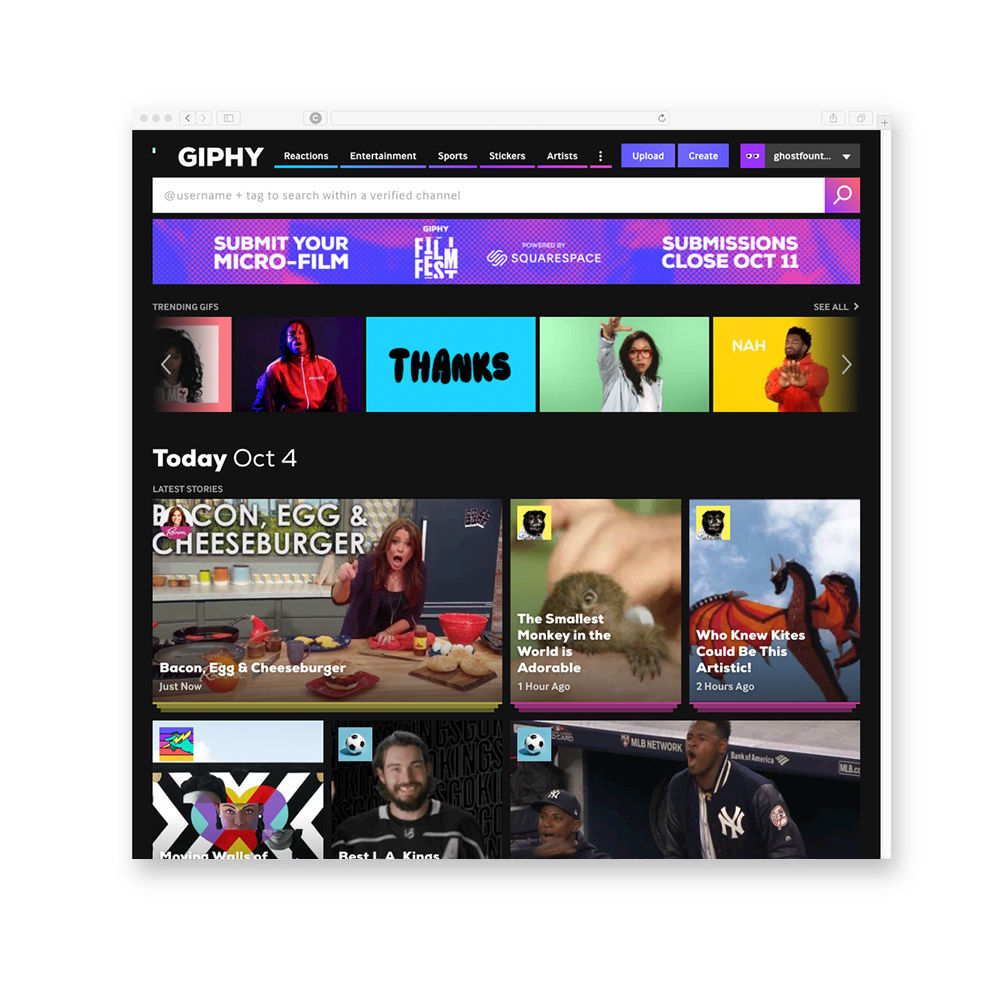 GIPHY
Reactions
Entertainment
Sports
Stickers
Artists
Upload
Create
ghostfount...
@username + tag to search within a verified channel
SUBMIT YOUR
MICRO-FILM
GIPHY
FILM
FEST
POWERED BY
SQUARESPACE
SUBMISSIONS
CLOSE OCT 11
TRENDING GIFS
SEE ALL
THANKS
NAH
Today Oct 4
LATEST STORIES
BACON, EGG &
CHEESEBURGER
Bacon, Egg & Cheeseburger
Just Now
The Smallest
Monkey in the
World is
Adorable
1 Hour Ago
Who Knew Kites
Could Be This
Artistic!
2 Hours Ago
Moving Walls of
Best L.A. Kings
MLB NETWORK
Bank of America
MLB.co